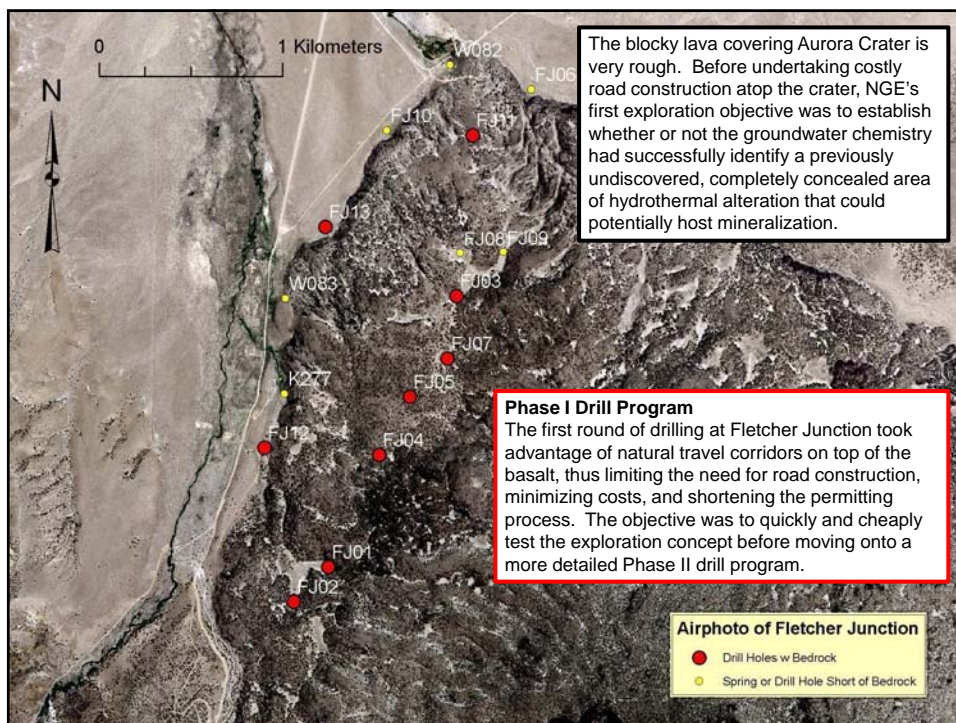 0 1 Kilometers
N
W082
FJ06
FJ10
FJ11
FJ13
FJ08
FJ09
FJ03
W083
FJ07
FJ05
K277
FJ12
FJ04
FJ01
FJ02
The blocky lava covering Aurora Crater is
very rough. Before undertaking costly
road construction atop the crater, NGE's
first exploration objective was to establish
whether or not the groundwater chemistry
had successfully identify a previously
undiscovered, completely concealed area
of hydrothermal alteration that could
potentially host mineralization.
Phase I Drill Program
The first round of drilling at Fletcher Junction took
advantage of natural travel corridors on top of the
basalt, thus limiting the need for road construction,
minimizing costs, and shortening the permitting
process. The objective was to quickly and cheaply
test the exploration concept before moving onto a
more detailed Phase II drill program.
Airphoto of Fletcher Junction
Drill Holes w Bedrock
Spring or Drill Hole Short of Bedrock